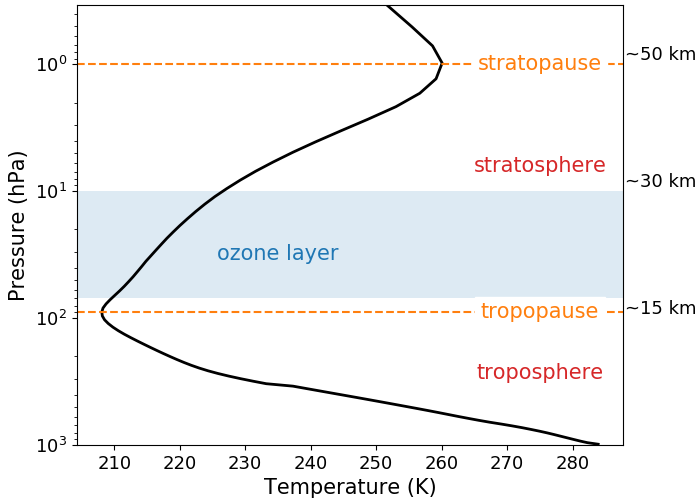 10⁰
stratopause
~50 km
stratosphere
10¹
~30 km
Pressure (hPa)
ozone layer
10²
tropopause
~15 km
troposphere
10³
210 220 230 240 250 260 270 280
Temperature (K)